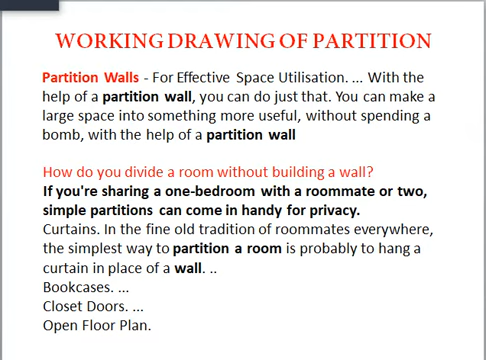 WORKING DRAWING OF PARTITION
Partition Walls - For Effective Space Utilisation. ... With the
help of a partition wall, you can do just that. You can make a
large space into something more useful, without spending a
bomb, with the help of a partition wall
How do you divide a room without building a wall?
If you're sharing a one-bedroom with a roommate or two,
simple partitions can come in handy for privacy.
Curtains. In the fine old tradition of roommates everywhere,
the simplest way to partition a room is probably to hang a
curtain in place of a wall. ..
Bookcases. ...
Closet Doors. ...
Open Floor Plan.